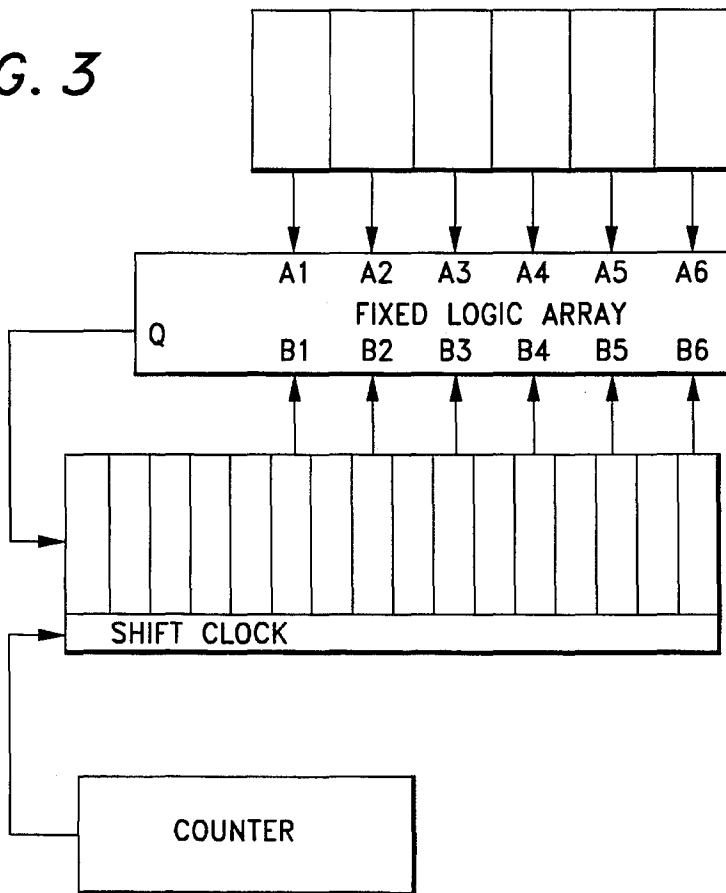 G. 3
A1 A2 A3 A4 A5 A6
FIXED LOGIC ARRAY
Q
B1 B2 B3 B4 B5 B6
SHIFT CLOCK
COUNTER